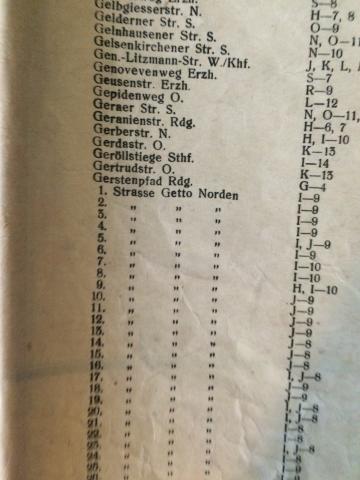 Erzh. S—8
Gelbgiesserstr. N. H—7, 8
Gelderner Str. S. O—9
Gelnhausener Str. S. N, O—11
Gelsenkirchener Str. S. N—10
Gen.-Litzmann-Str. W./Khf. J, K, L,
Genovevenweg Erzh. S—7
Geusenstr. Erzh. R—9
Gepidenweg O. L—12
Geraer Str. S. N, O—11,
Geranienstr. Rdg. H—6, 7
Gerberstr. N. H, I—10
Gerdastr. O. K—13
Geröllstiege Sthf. I—14
Gertrudstr. O. K—13
Gerstenpfad Rdg. G—4
1. Strasse Getto Norden I—9
2. „ „ „ I—9
3. „ „ „ I—9
4. „ „ „ I—9
5. „ „ „ I, J—9
6. „ „ „ I—9
7. „ „ „ I—10
8. „ „ „ I—10
9. „ „ „ H, I—10
10. „ „ „ J—9
11. „ „ „ J—9
12. „ „ „ J—9
13. „ „ „ J—9
14. „ „ „ J—8
15. „ „ „ J—8
16. „ „ „ J—8
17. „ „ „ I, J—8
18. „ „ „
19. „ „ „
20. „ „ „
21. „ „ „
22. „ „ „
23. „ „ „
24. „ „ „
25. „ „ „